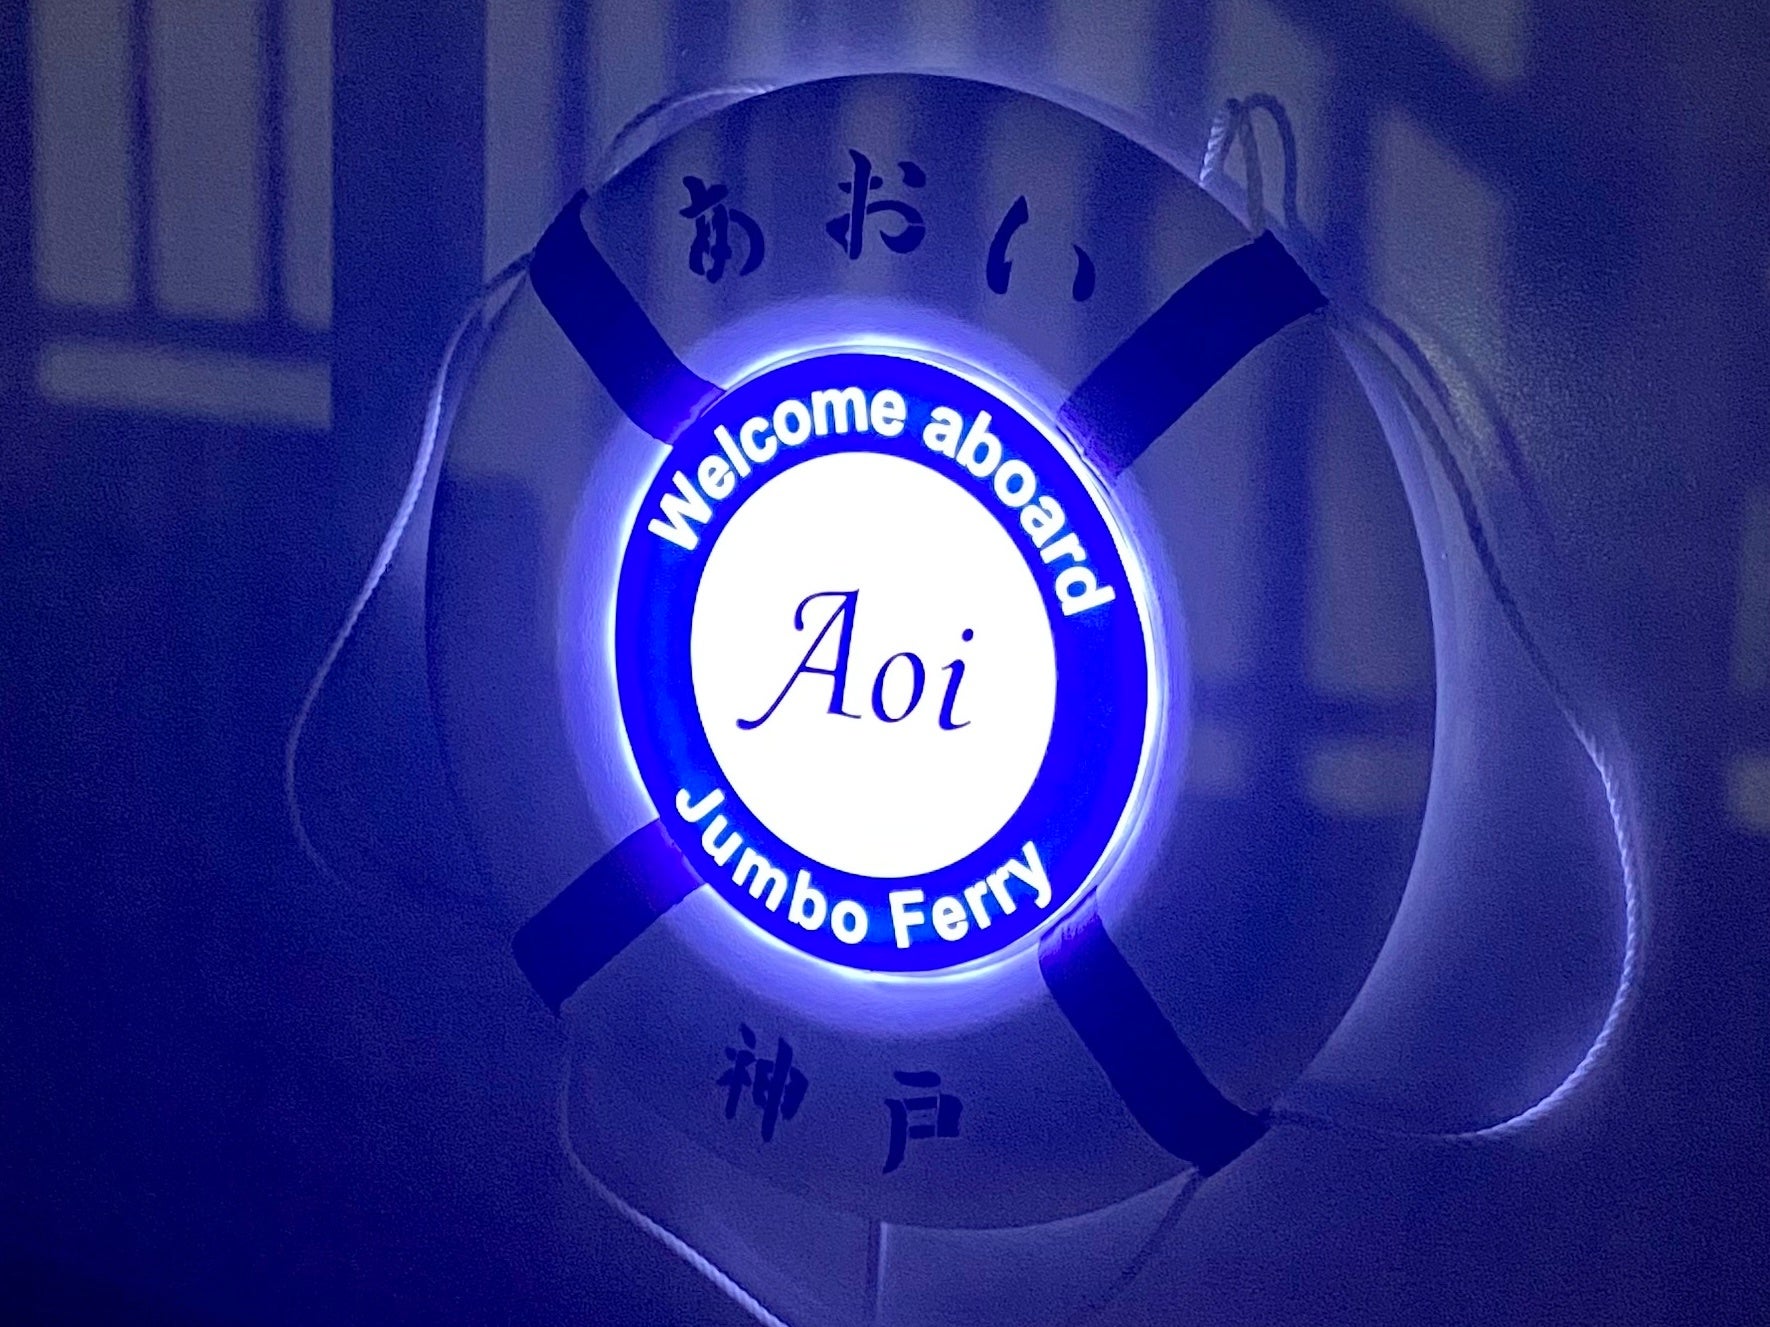 あおい
Welcome aboard
Aoi
Jumbo Ferry
神戸